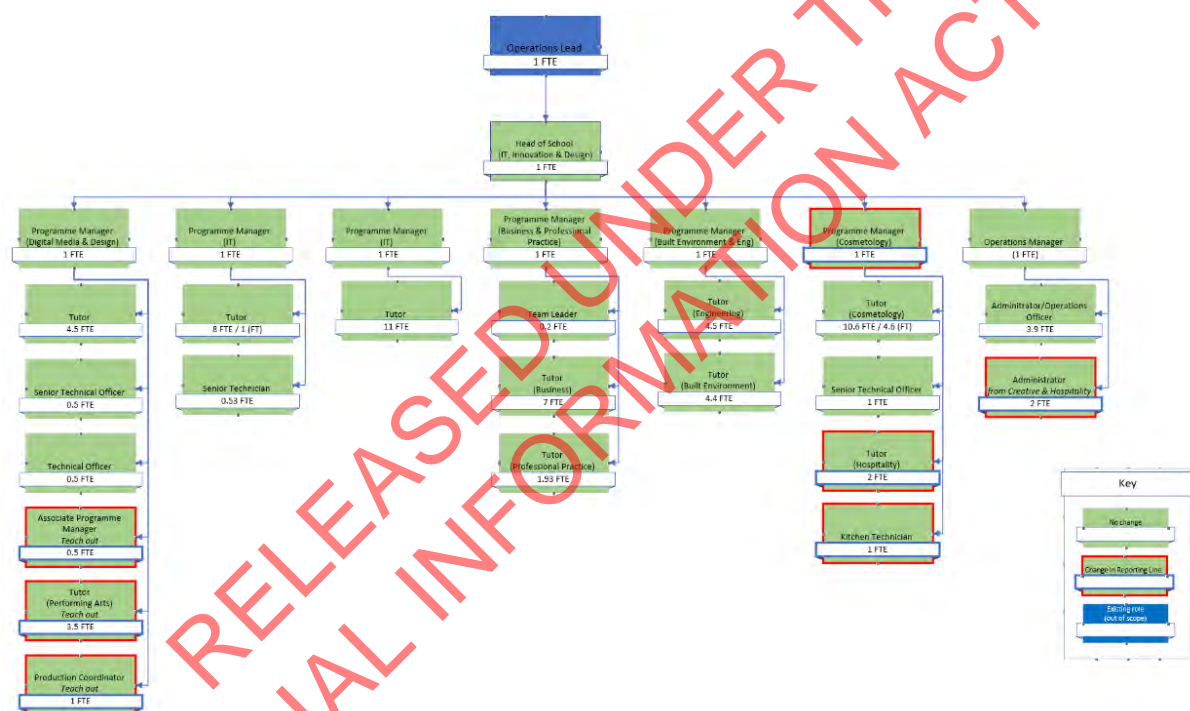 Operations Lead
1 FTE
Head of School
(IT, Innovation & Design)
1 FTE
Programme Manager
(Digital Media & Design)
1 FTE
Tutor
4.5 FTE
Senior Technical Officer
0.5 FTE
Technical Officer
0.5 FTE
Associate Programme
Manager
Teach out
0.5 FTE
Tutor
(Performing Arts)
Teach out
3.5 FTE
Production Coordinator
Teach out
1 FTE
Programme Manager
(IT)
1 FTE
Tutor
8 FTE / 1 (FT)
Senior Technician
0.53 FTE
Programme Manager
(IT)
1 FTE
Tutor
11 FTE
Programme Manager
(Business & Professional
Practice)
1 FTE
Team Leader
0.2 FTE
Tutor
(Business)
7 FTE
Tutor
(Professional Practice)
1.93 FTE
Programme Manager
(Built Environment & Eng)
1 FTE
Tutor
(Engineering)
4.5 FTE
Tutor
(Built Environment)
4.4 FTE
Programme Manager
(Cosmetology)
1 FTE
Tutor
(Cosmetology)
10.6 FTE / 4.6 (FT)
Senior Technical Officer
1 FTE
Tutor
(Hospitality)
2 FTE
Kitchen Technician
1 FTE
Operations Manager
(1 FTE)
Administrator/Operations
Officer
3.9 FTE
Administrator
from Creative & Hospitality
2 FTE
Key
No change
Change in Reporting Line
Existing role
(out of scope)
RELEASED UNDER
INFORMATION ACT